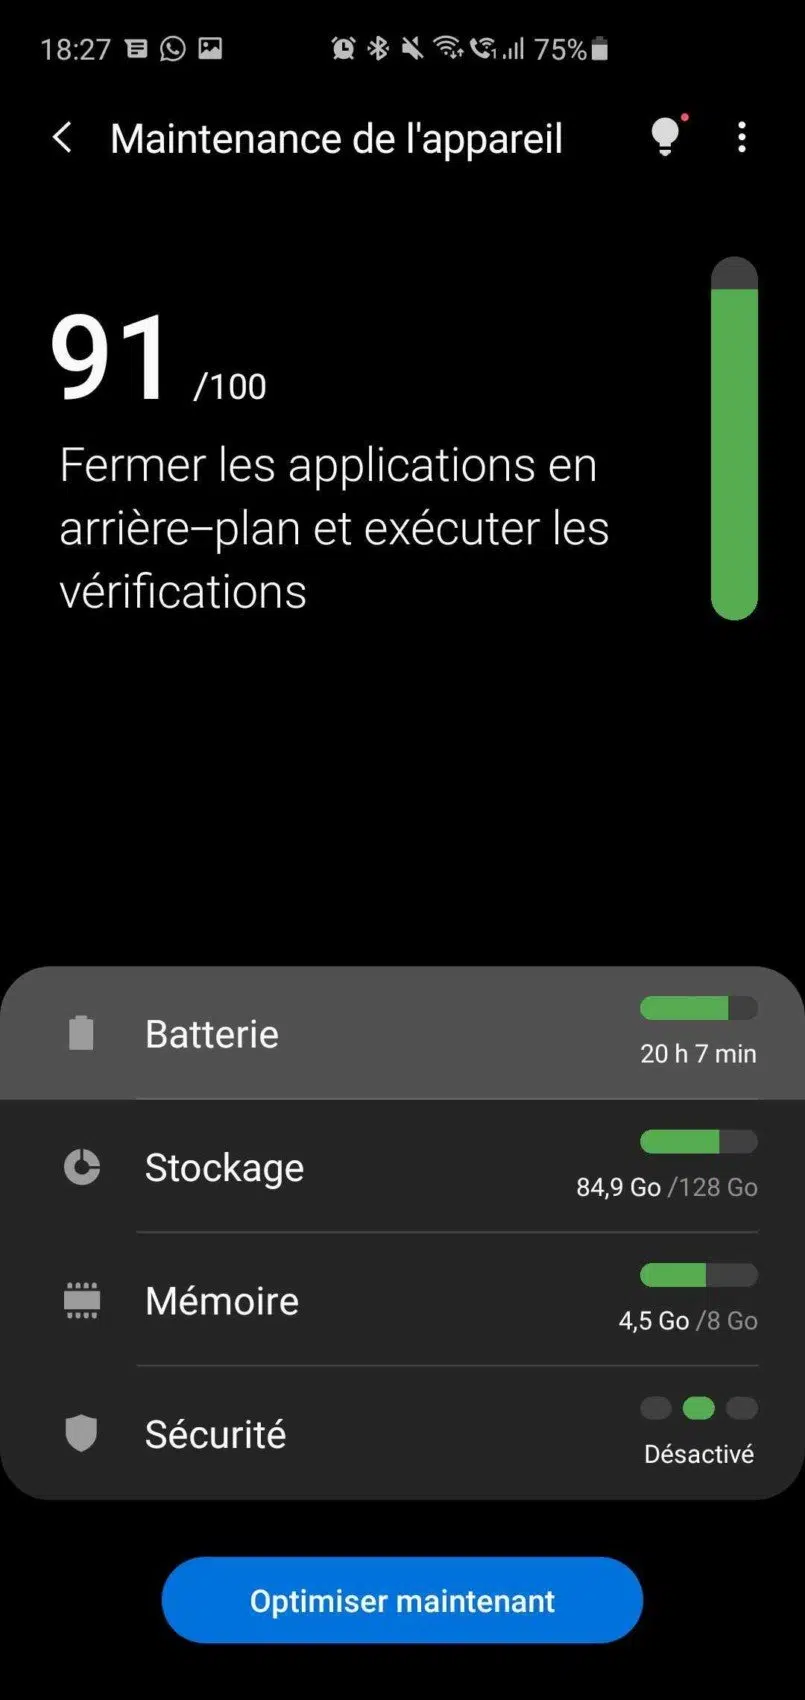 18:27 75%
Maintenance de l'appareil
91 /100
Fermer les applications en
arrière–plan et exécuter les
vérifications
Batterie
20 h 7 min
Stockage
84,9 Go /128 Go
Mémoire
4,5 Go /8 Go
Sécurité
Désactivé
Optimiser maintenant